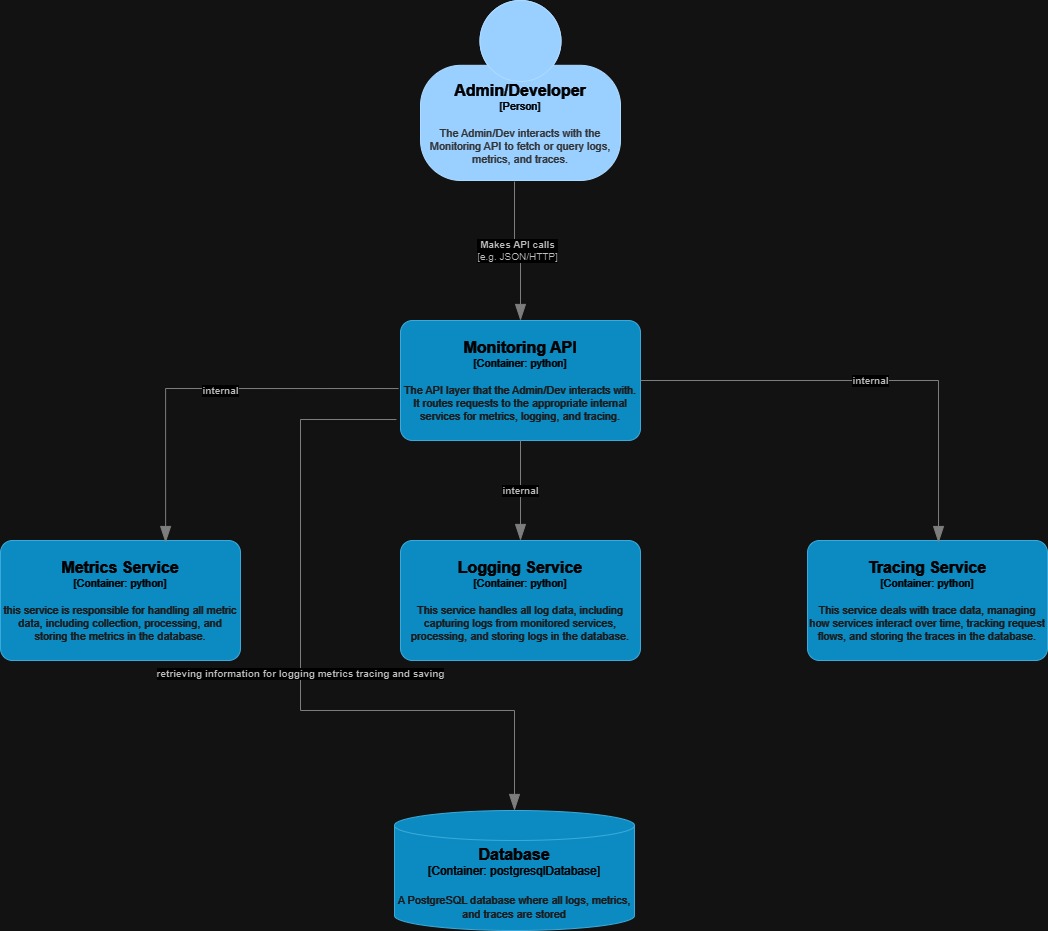 Admin/Developer
[Person]
The Admin/Dev interacts with the
Monitoring API to fetch or query logs,
metrics, and traces.
Makes API calls
[e.g. JSON/HTTP]
Monitoring API
[Container: python]
The API layer that the Admin/Dev interacts with.
It routes requests to the appropriate internal
services for metrics, logging, and tracing.
internal
internal
internal
Metrics Service
[Container: python]
this service is responsible for handling all metric
data, including collection, processing, and
storing the metrics in the database.
Logging Service
[Container: python]
This service handles all log data, including
capturing logs from monitored services,
processing, and storing logs in the database.
Tracing Service
[Container: python]
This service deals with trace data, managing
how services interact over time, tracking request
flows, and storing the traces in the database.
retrieving information for logging metrics tracing and saving
Database
[Container: postgresqlDatabase]
A PostgreSQL database where all logs, metrics,
and traces are stored